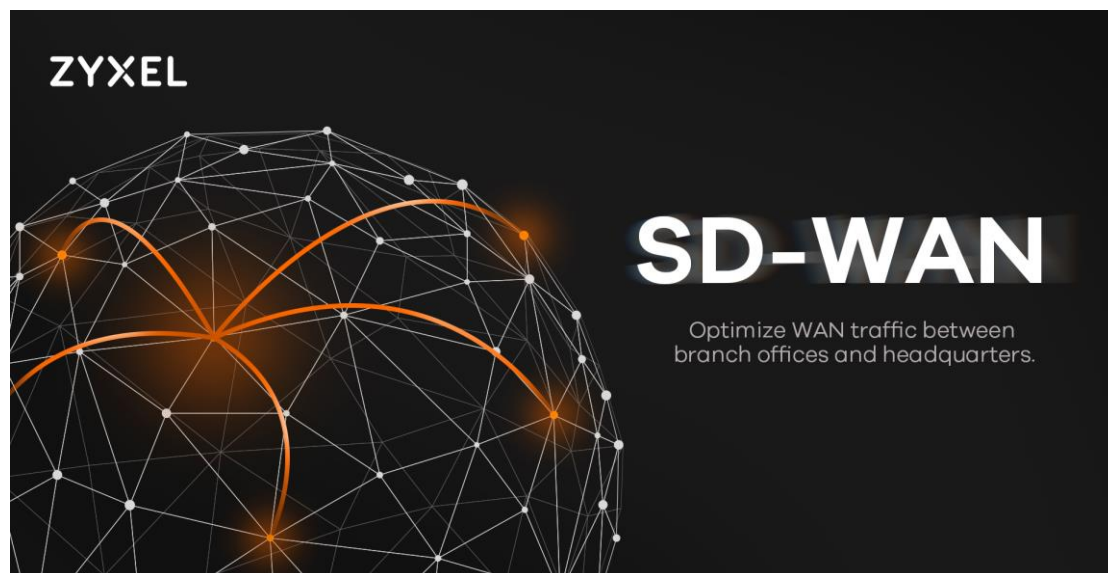 ZYXEL
SD-WAN
Optimize WAN traffic between
branch offices and headquarters.